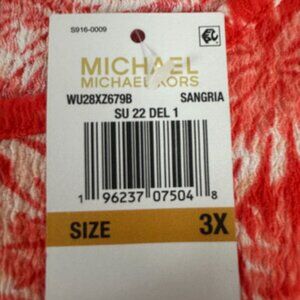 S916-0009
MICHAEL
MICHAEL KORS
WU28XZ679B SANGRIA
SU 22 DEL 1
1 96237 07504 8
SIZE 3X